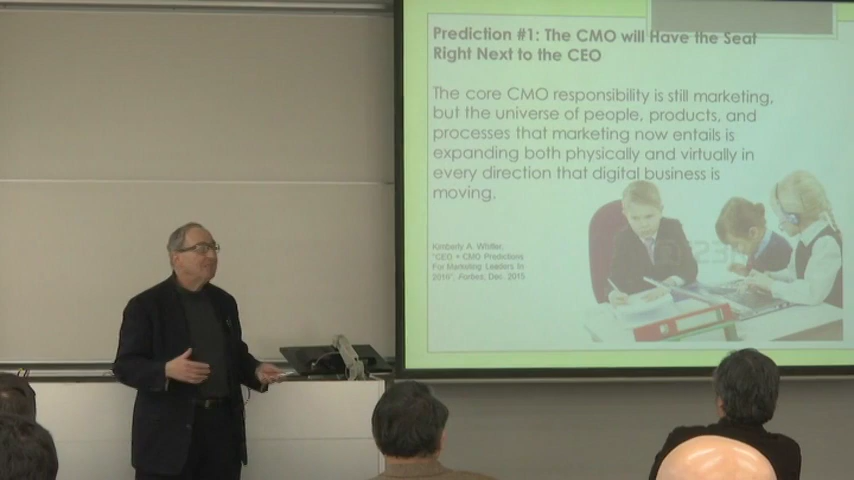 Prediction #1: The CMO will Have the Seat
Right Next to the CEO
The core CMO responsibility is still marketing,
but the universe of people, products, and
processes that marketing now entails is
expanding both physically and virtually in
every direction that digital business is
moving.
Kimberly A. Whitler,
"CEO + CMO Predictions
For Marketing Leaders In
2016", Forbes, Dec. 2015